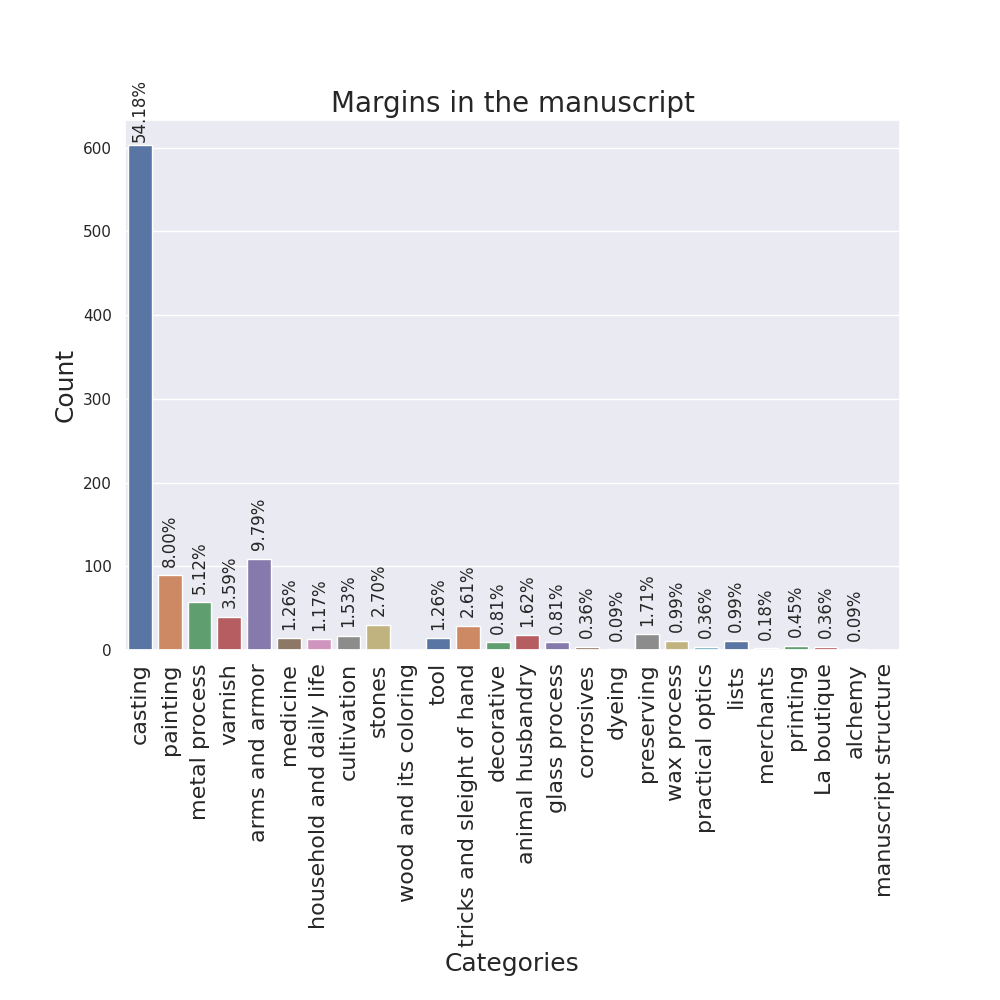 Margins in the manuscript
Count
600
500
400
300
200
100
0
54.18%
8.00%
5.12%
3.59%
9.79%
1.26%
1.17%
1.53%
2.70%
1.26%
2.61%
0.81%
1.62%
0.81%
0.36%
0.09%
1.71%
0.99%
0.36%
0.99%
0.18%
0.45%
0.36%
0.09%
casting
painting
metal process
varnish
arms and armor
medicine
household and daily life
cultivation
stones
wood and its coloring
tool
tricks and sleight of hand
decorative
animal husbandry
glass process
corrosives
dyeing
preserving
wax process
practical optics
lists
merchants
printing
La boutique
alchemy
manuscript structure
Categories